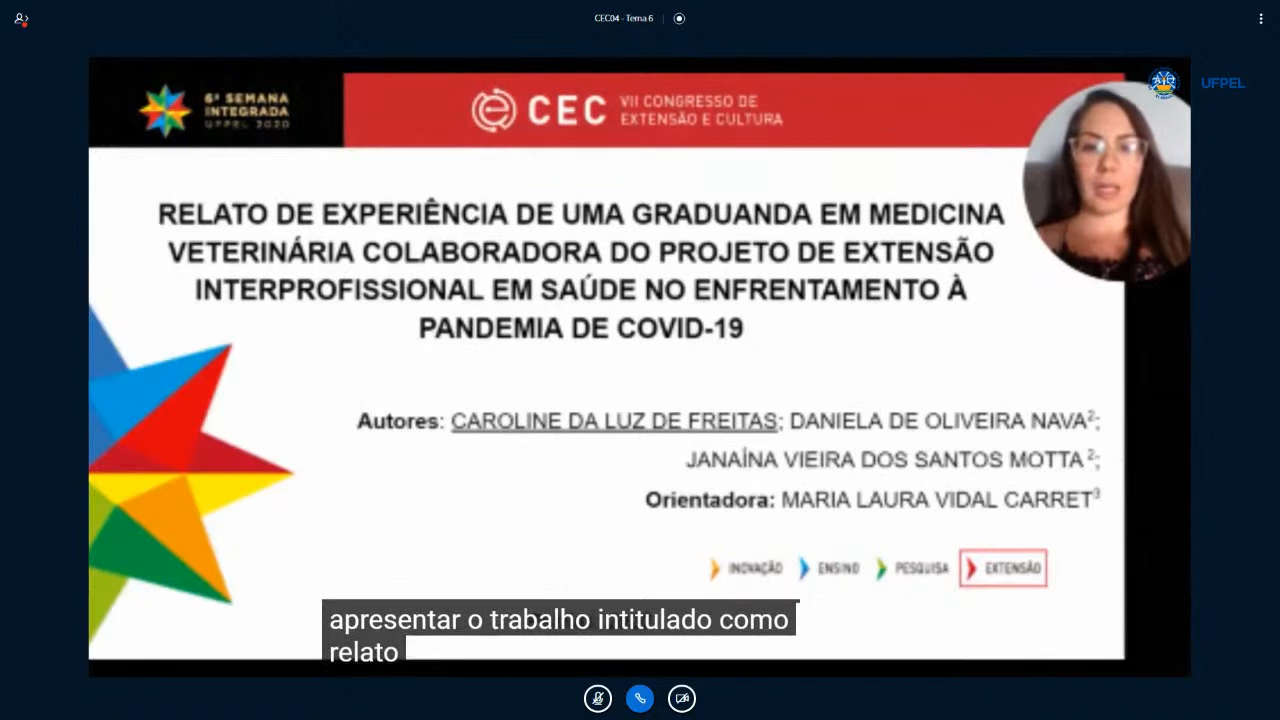 CEC04 - Tema 6
6ª SEMANA
INTEGRADA
UFPEL 2020
CEC
VII CONGRESSO DE
EXTENSÃO E CULTURA
UFPEL
RELATO DE EXPERIÊNCIA DE UMA GRADUANDA EM MEDICINA
VETERINÁRIA COLABORADORA DO PROJETO DE EXTENSÃO
INTERPROFISSIONAL EM SAÚDE NO ENFRENTAMENTO À
PANDEMIA DE COVID-19
Autores: CAROLINE DA LUZ DE FREITAS; DANIELA DE OLIVEIRA NAVA²;
JANAÍNA VIEIRA DOS SANTOS MOTTA ²;
Orientadora: MARIA LAURA VIDAL CARRET³
INOVAÇÃO ENSINO PESQUISA EXTENSÃO
apresentar o trabalho intitulado como
relato